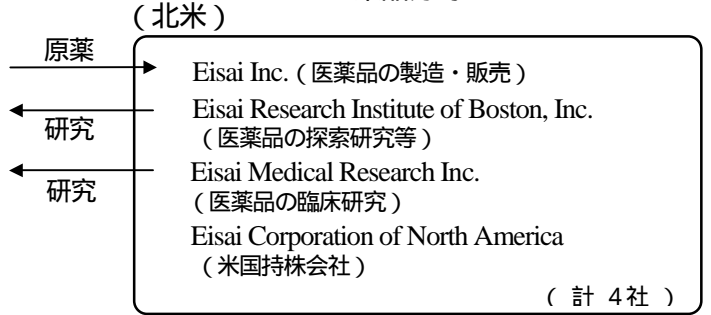 （北米）
原薬
Eisai Inc.（医薬品の製造・販売）
Eisai Research Institute of Boston, Inc.
研究
（医薬品の探索研究等）
Eisai Medical Research Inc.
研究
（医薬品の臨床研究）
Eisai Corporation of North America
（米国持株会社）
（計 4社）